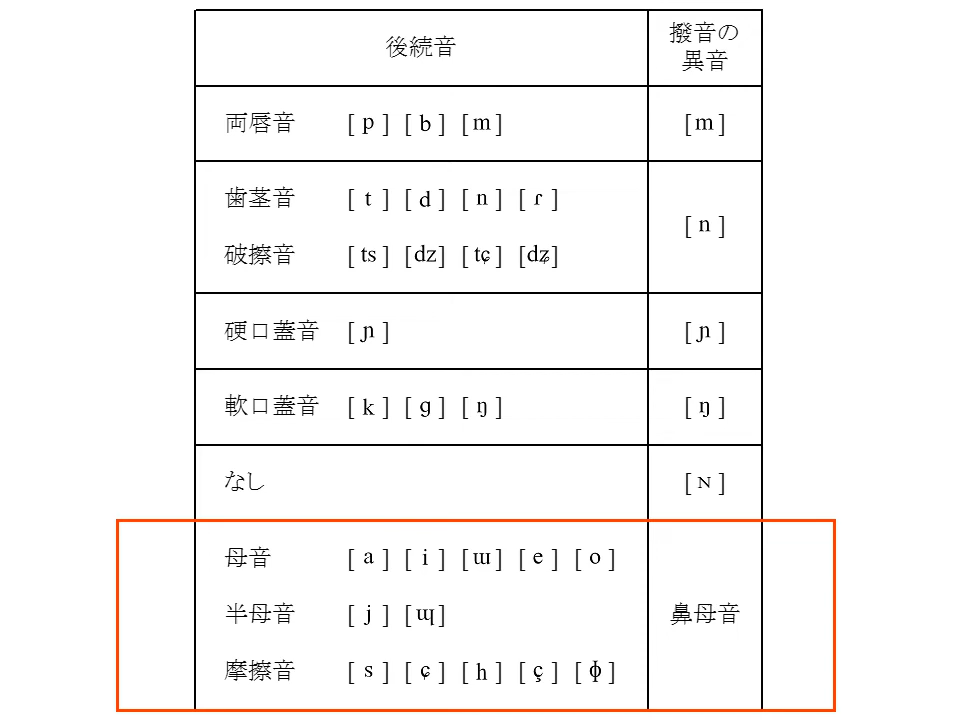 後続音
撥音の
異音
両唇音 [ p ] [ b ] [ m ]
[ m ]
歯茎音 [ t ] [ d ] [ n ] [ ɾ ]
破擦音 [ ts ] [ dz ] [ tɕ ] [ dʑ ]
[ n ]
硬口蓋音 [ ɲ ]
[ ɲ ]
軟口蓋音 [ k ] [ ɡ ] [ ŋ ]
[ ŋ ]
なし
[ ɴ ]
母音 [ a ] [ i ] [ ɯ ] [ e ] [ o ]
半母音 [ j ] [ ɰ ]
摩擦音 [ s ] [ ɕ ] [ h ] [ ç ] [ ɸ ]
鼻母音